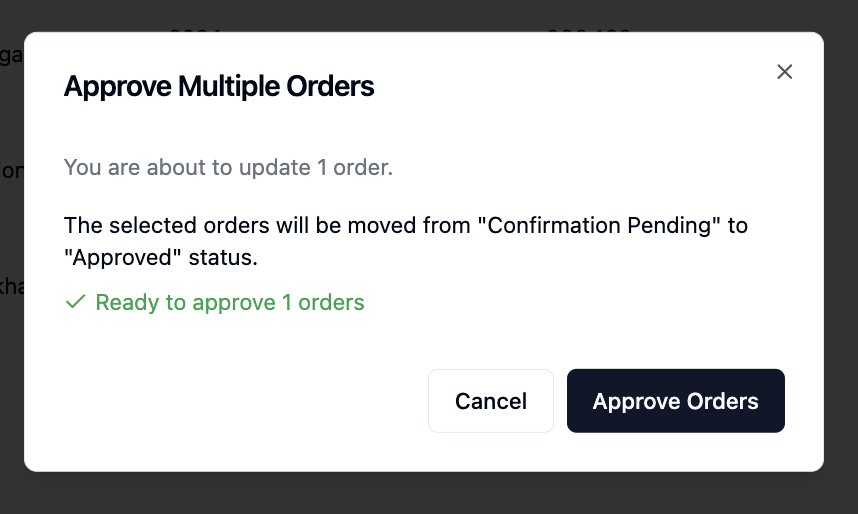 Approve Multiple Orders
You are about to update 1 order.
The selected orders will be moved from "Confirmation Pending" to
"Approved" status.
Ready to approve 1 orders
Cancel
Approve Orders